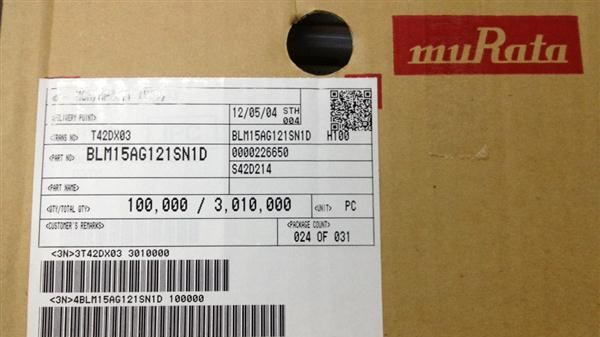 muRata
<DELIVERY POINT> 12/05/04 STH 004
<TRANS NO> T42DX03 BLM15AG121SN1D HT00
<PART NO> BLM15AG121SN1D 0000226650
S42D214
<PART NAME>
<QTY/TOTAL QTY> 100,000 / 3,010,000 <UNIT> PC
<CUSTOMER'S REMARKS> <PACKAGE COUNT>
024 OF 031
<3N>3T42DX03 3010000
<3N>4BLM15AG121SN1D 100000